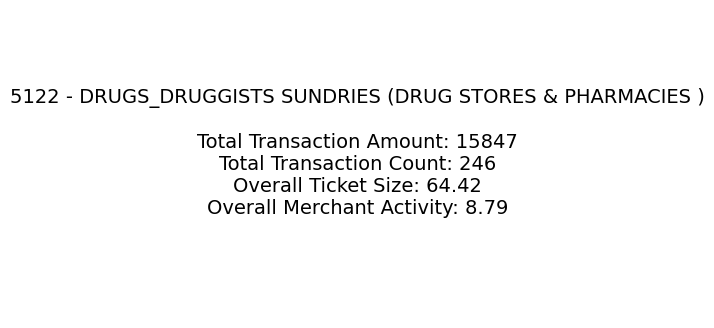 5122 - DRUGS_DRUGGISTS SUNDRIES (DRUG STORES & PHARMACIES )
Total Transaction Amount: 15847
Total Transaction Count: 246
Overall Ticket Size: 64.42
Overall Merchant Activity: 8.79